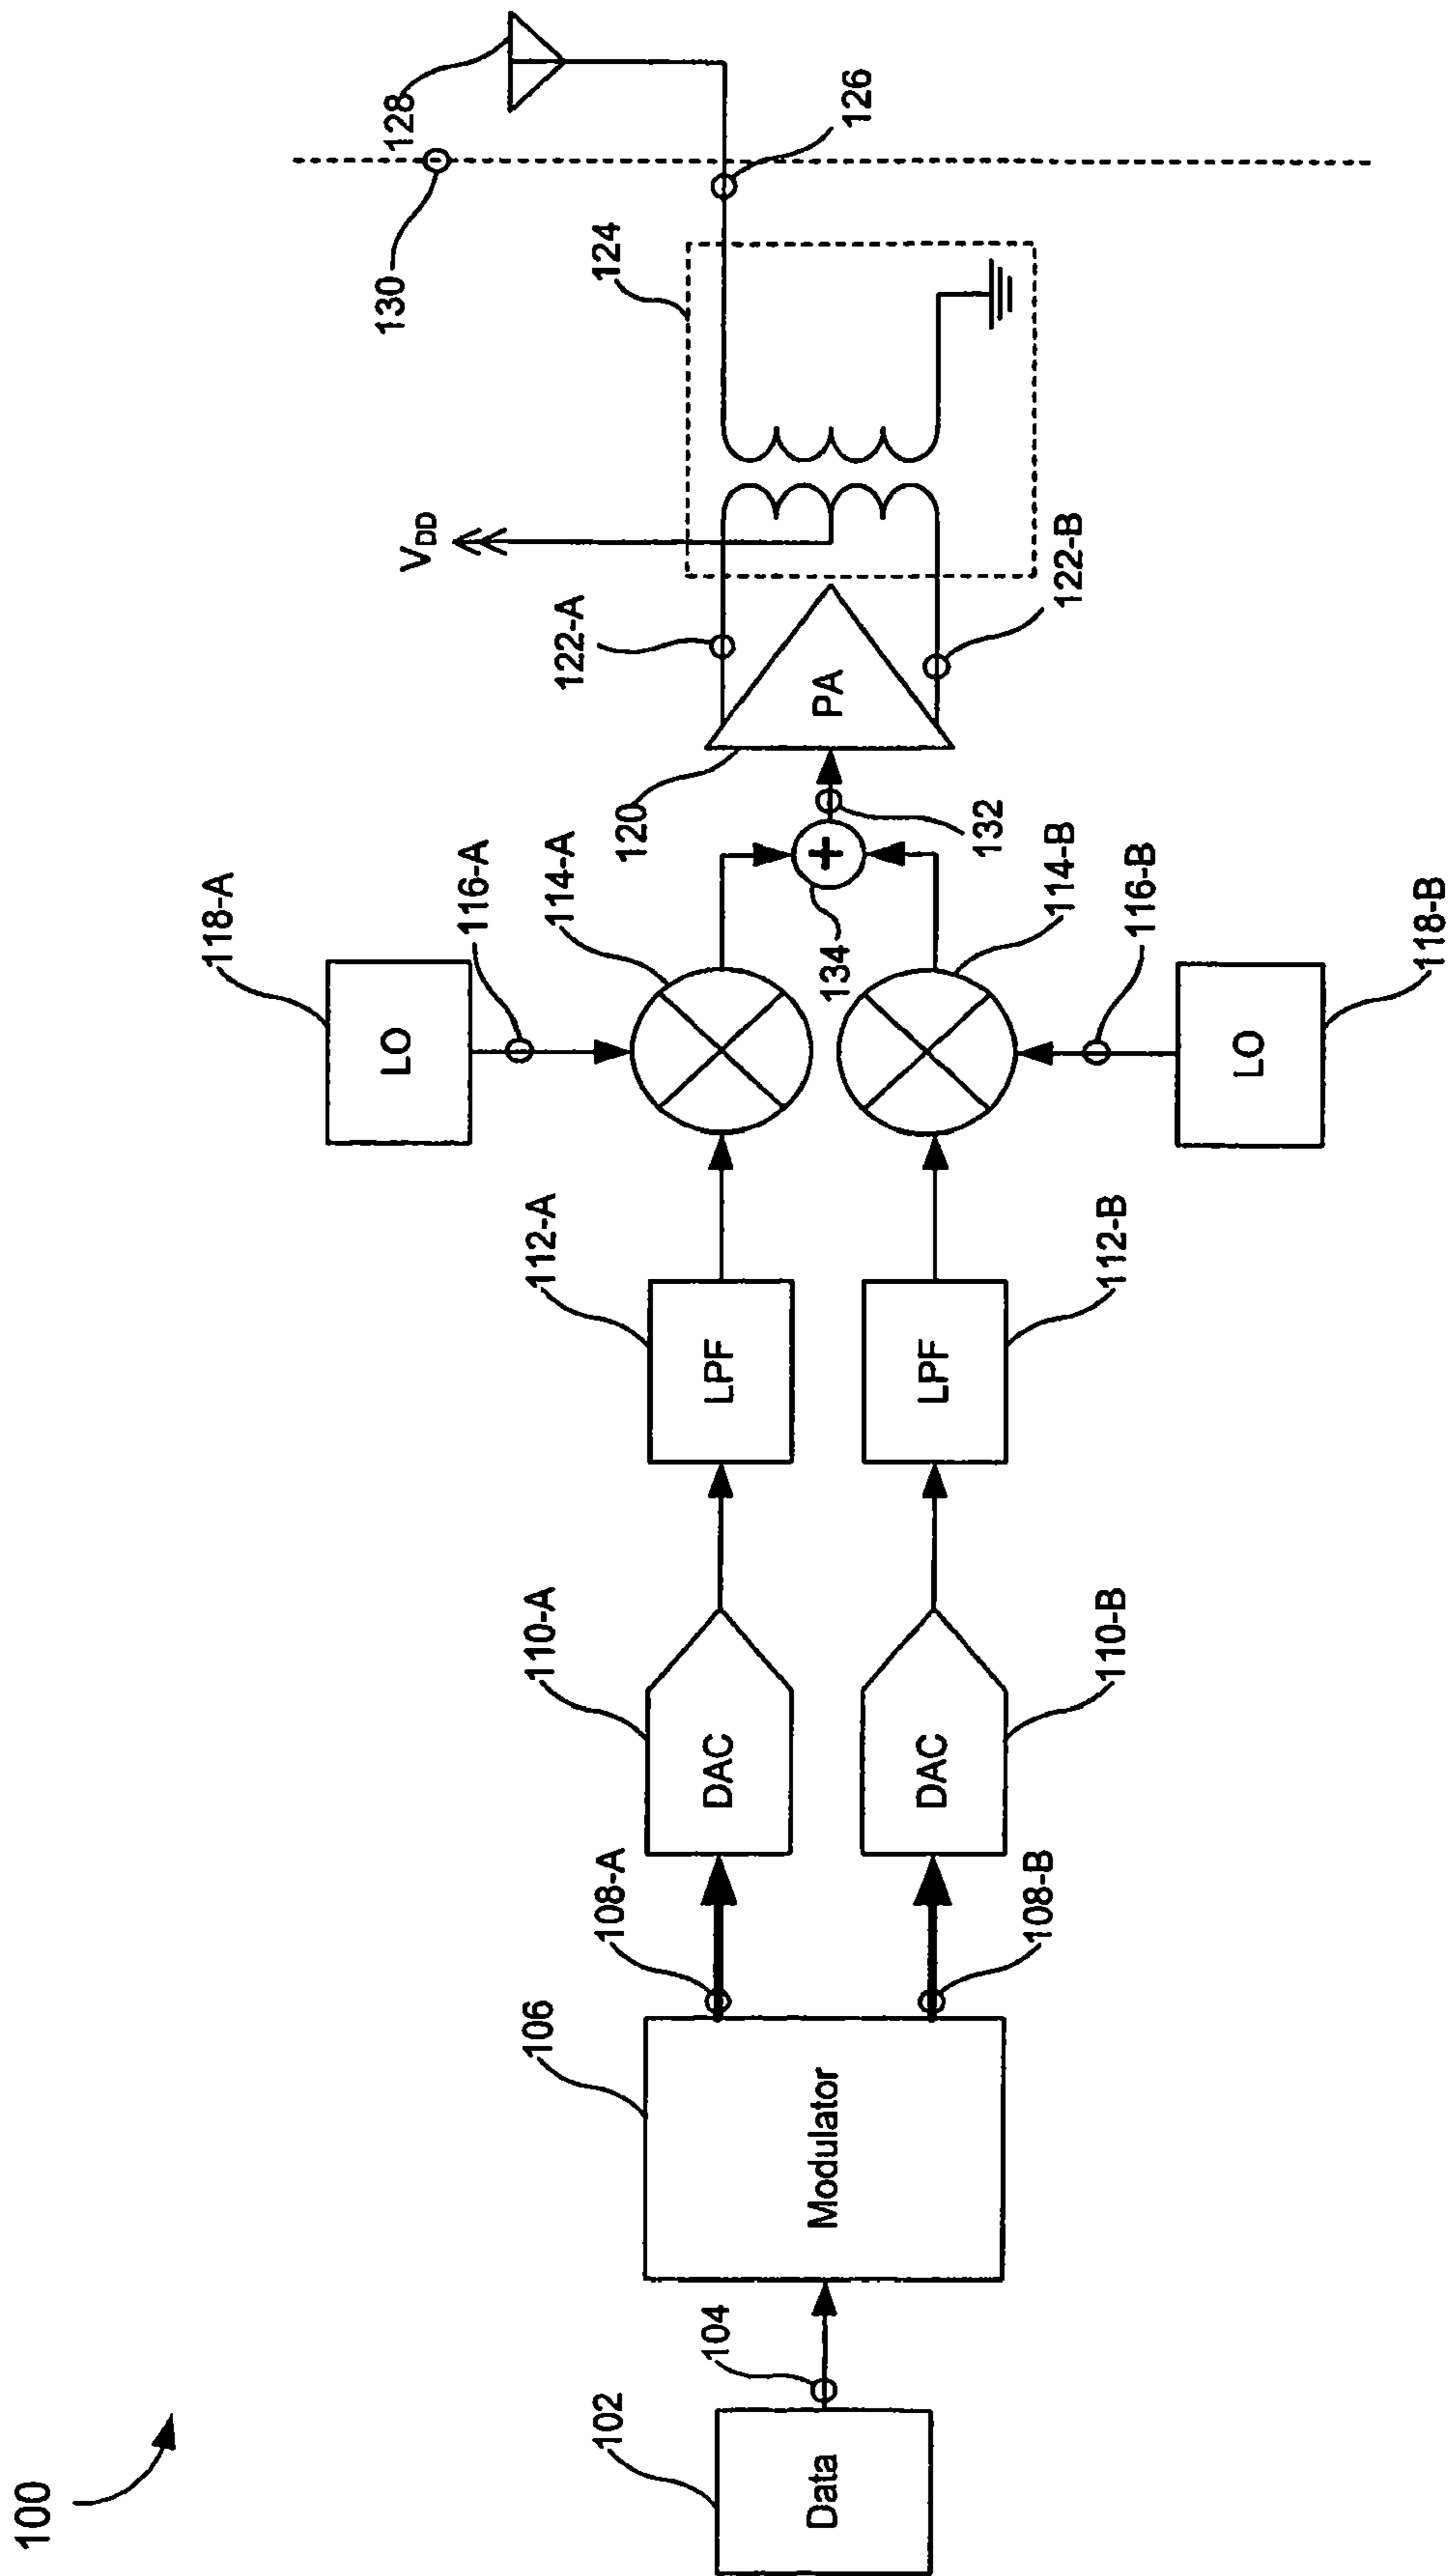 100
102
Data
104
106
Modulator
108-A
108-B
110-A
DAC
110-B
DAC
112-A
LPF
112-B
LPF
118-A
LO
116-A
114-A
134
114-B
116-B
118-B
LO
120
132
PA
122-A
122-B
VDD
124
126
130
128